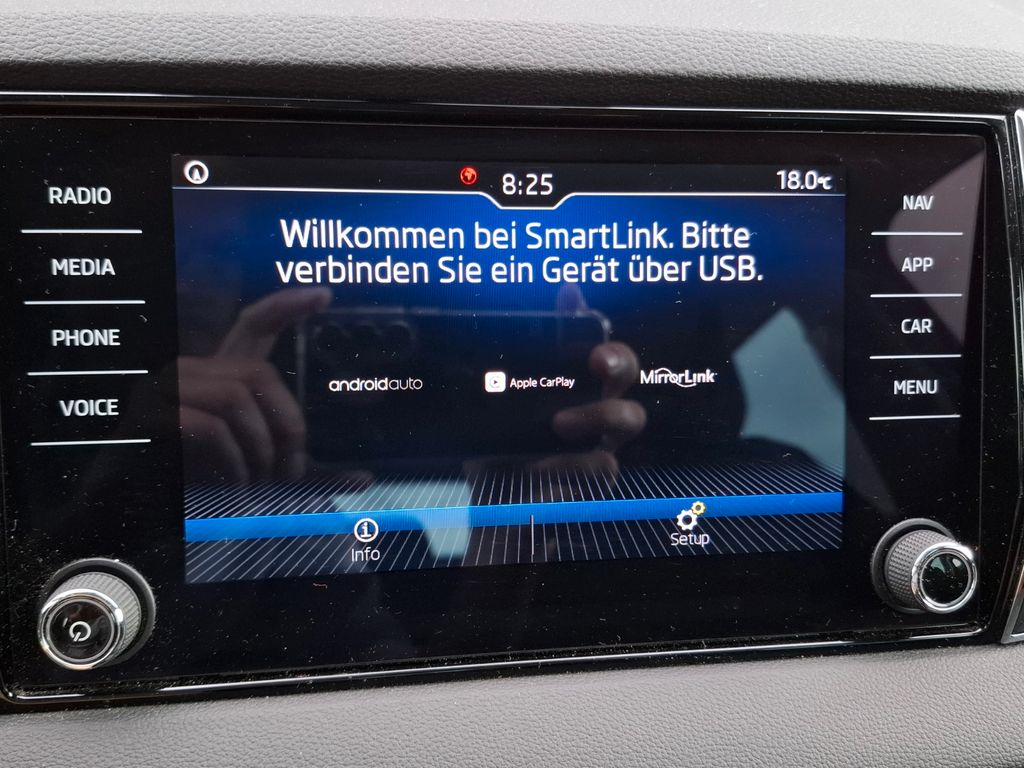 RADIO
MEDIA
PHONE
VOICE
8:25
18.0°C
Willkommen bei SmartLink. Bitte
verbinden Sie ein Gerät über USB.
androidauto
Apple CarPlay
MirrorLink
Info
Setup
NAV
APP
CAR
MENU